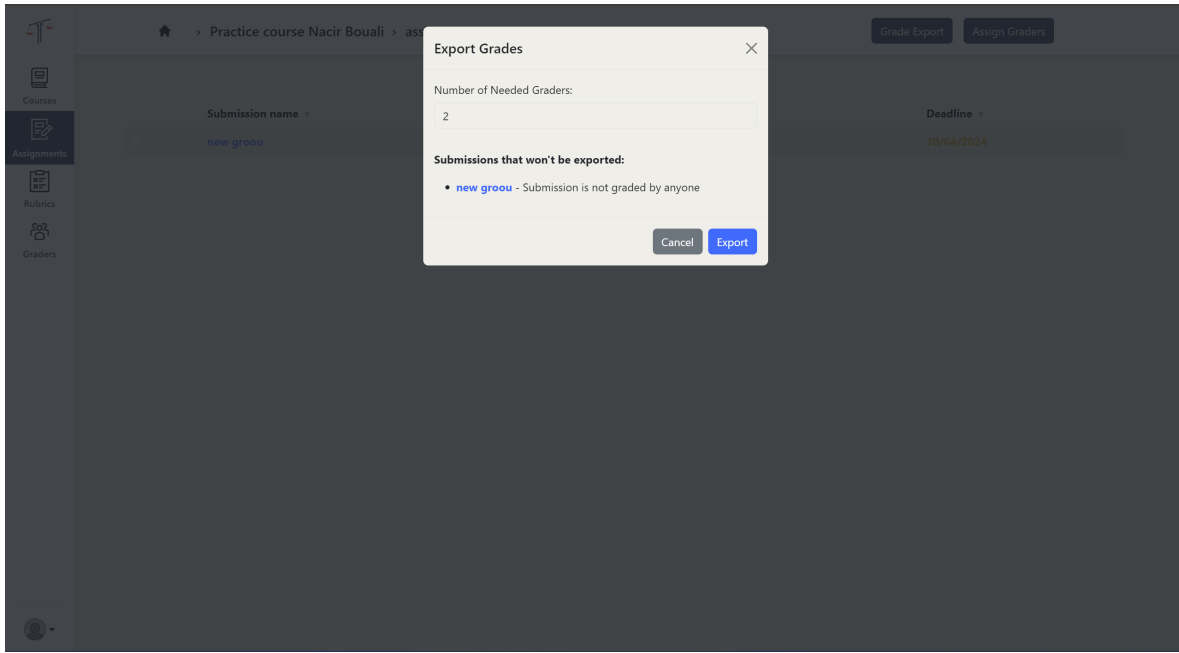 › Practice course Nacir Bouali › ass
Grade Export
Assign Graders
Export Grades
Number of Needed Graders:
2
Submissions that won't be exported:
• new groou - Submission is not graded by anyone
Cancel
Export
Courses
Assignments
Rubrics
Graders
Submission name
Deadline
new groou
30/04/2024